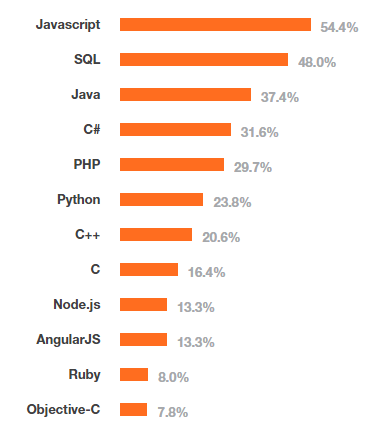 Javascript 54.4%
SQL 48.0%
Java 37.4%
C# 31.6%
PHP 29.7%
Python 23.8%
C++ 20.6%
C 16.4%
Node.js 13.3%
AngularJS 13.3%
Ruby 8.0%
Objective-C 7.8%